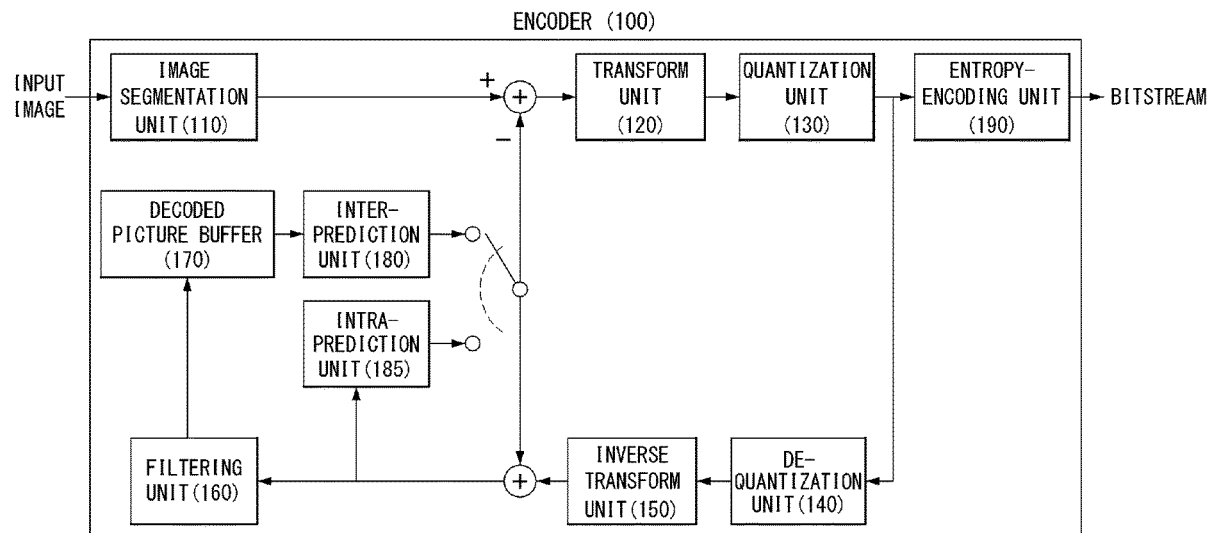 ENCODER (100)
INPUT
IMAGE
IMAGE
SEGMENTATION
UNIT(110)
+
+
−
TRANSFORM
UNIT
(120)
QUANTIZATION
UNIT
(130)
ENTROPY-
ENCODING UNIT
(190)
BITSTREAM
DECODED
PICTURE BUFFER
(170)
INTER-
PREDICTION
UNIT(180)
INTRA-
PREDICTION
UNIT(185)
FILTERING
UNIT(160)
+
INVERSE
TRANSFORM
UNIT(150)
DE-
QUANTIZATION
UNIT(140)